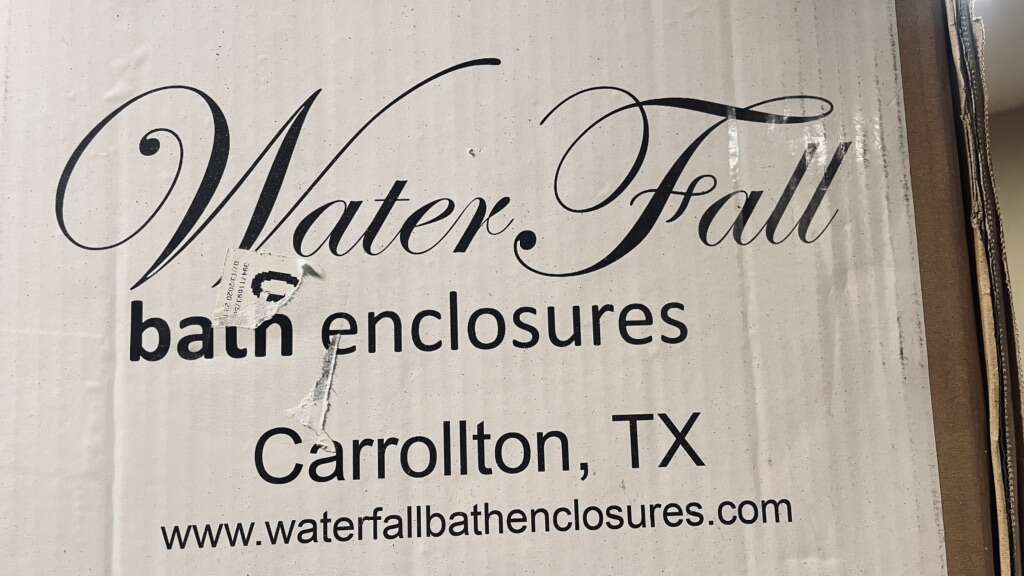 Water Fall
bath enclosures
Carrollton, TX
www.waterfallbathenclosures.com